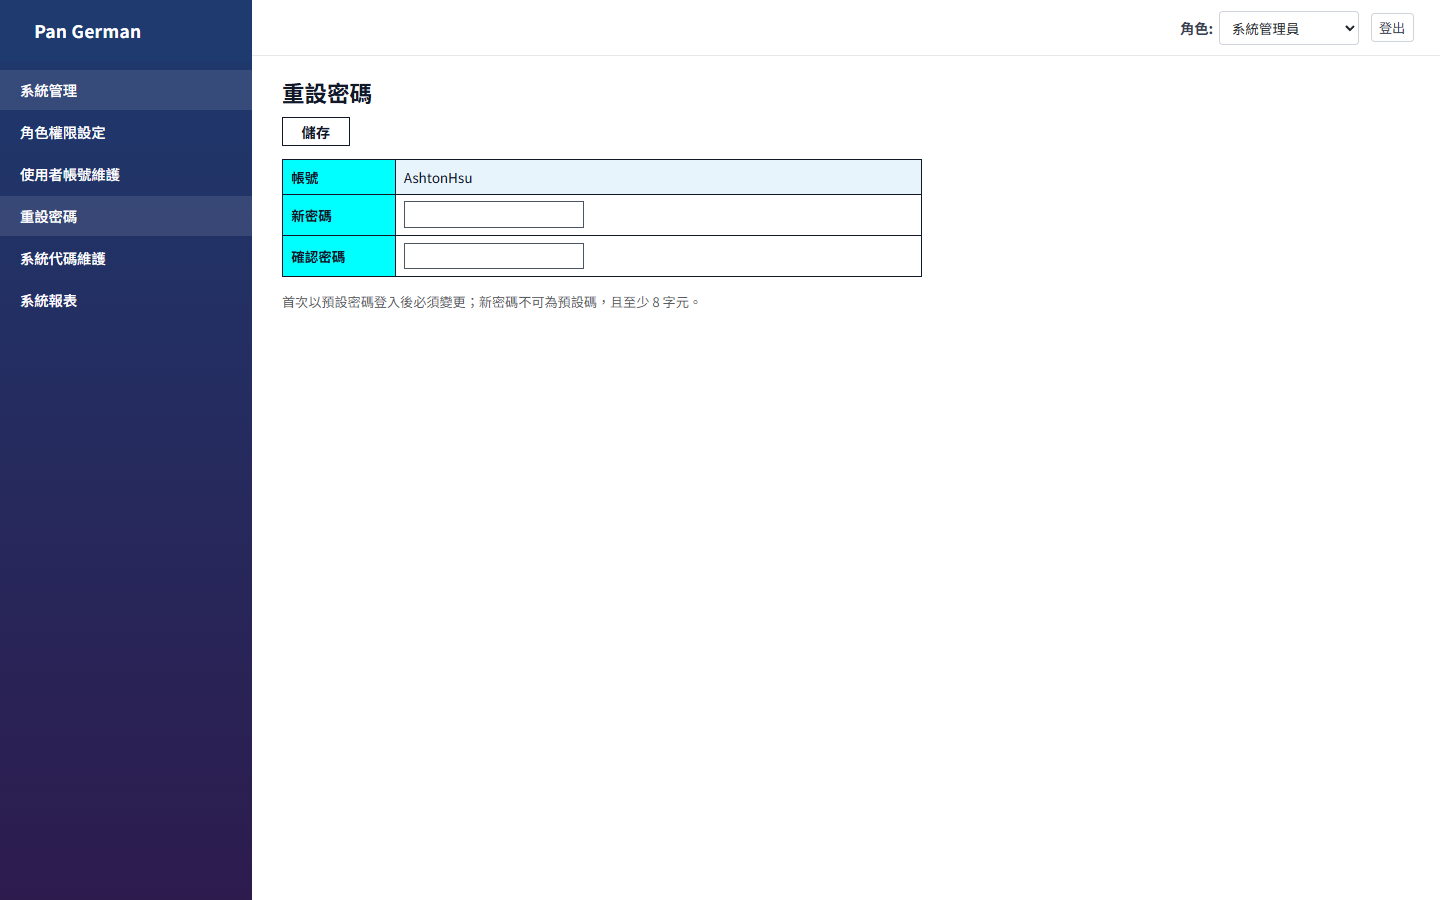 Pan German
角色:
系統管理員
登出
系統管理
角色權限設定
使用者帳號維護
重設密碼
系統代碼維護
系統報表
重設密碼
儲存
帳號
AshtonHsu
新密碼
確認密碼
首次以預設密碼登入後必須變更；新密碼不可為預設碼，且至少 8 字元。